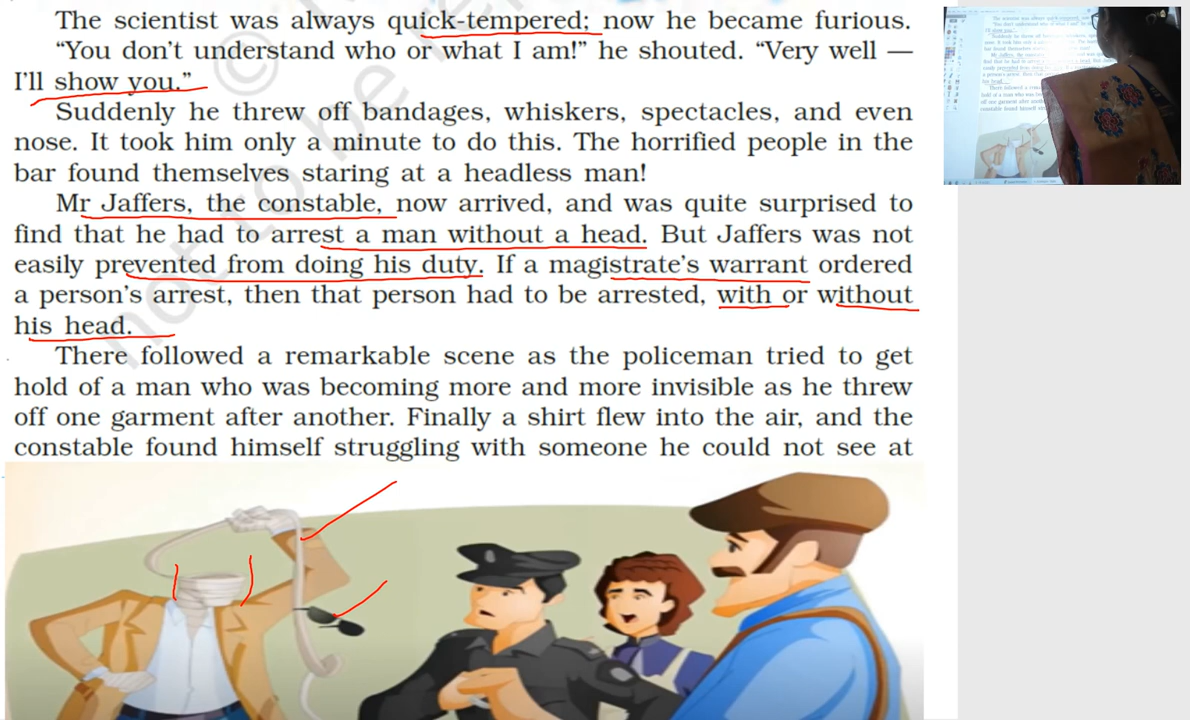 The scientist was always quick-tempered; now he became furious.
“You don’t understand who or what I am!” he shouted. “Very well —
I’ll show you.”
Suddenly he threw off bandages, whiskers, spectacles, and even
nose. It took him only a minute to do this. The horrified people in the
bar found themselves staring at a headless man!
Mr Jaffers, the constable, now arrived, and was quite surprised to
find that he had to arrest a man without a head. But Jaffers was not
easily prevented from doing his duty. If a magistrate’s warrant ordered
a person’s arrest, then that person had to be arrested, with or without
his head.
There followed a remarkable scene as the policeman tried to get
hold of a man who was becoming more and more invisible as he threw
off one garment after another. Finally a shirt flew into the air, and the
constable found himself struggling with someone he could not see at